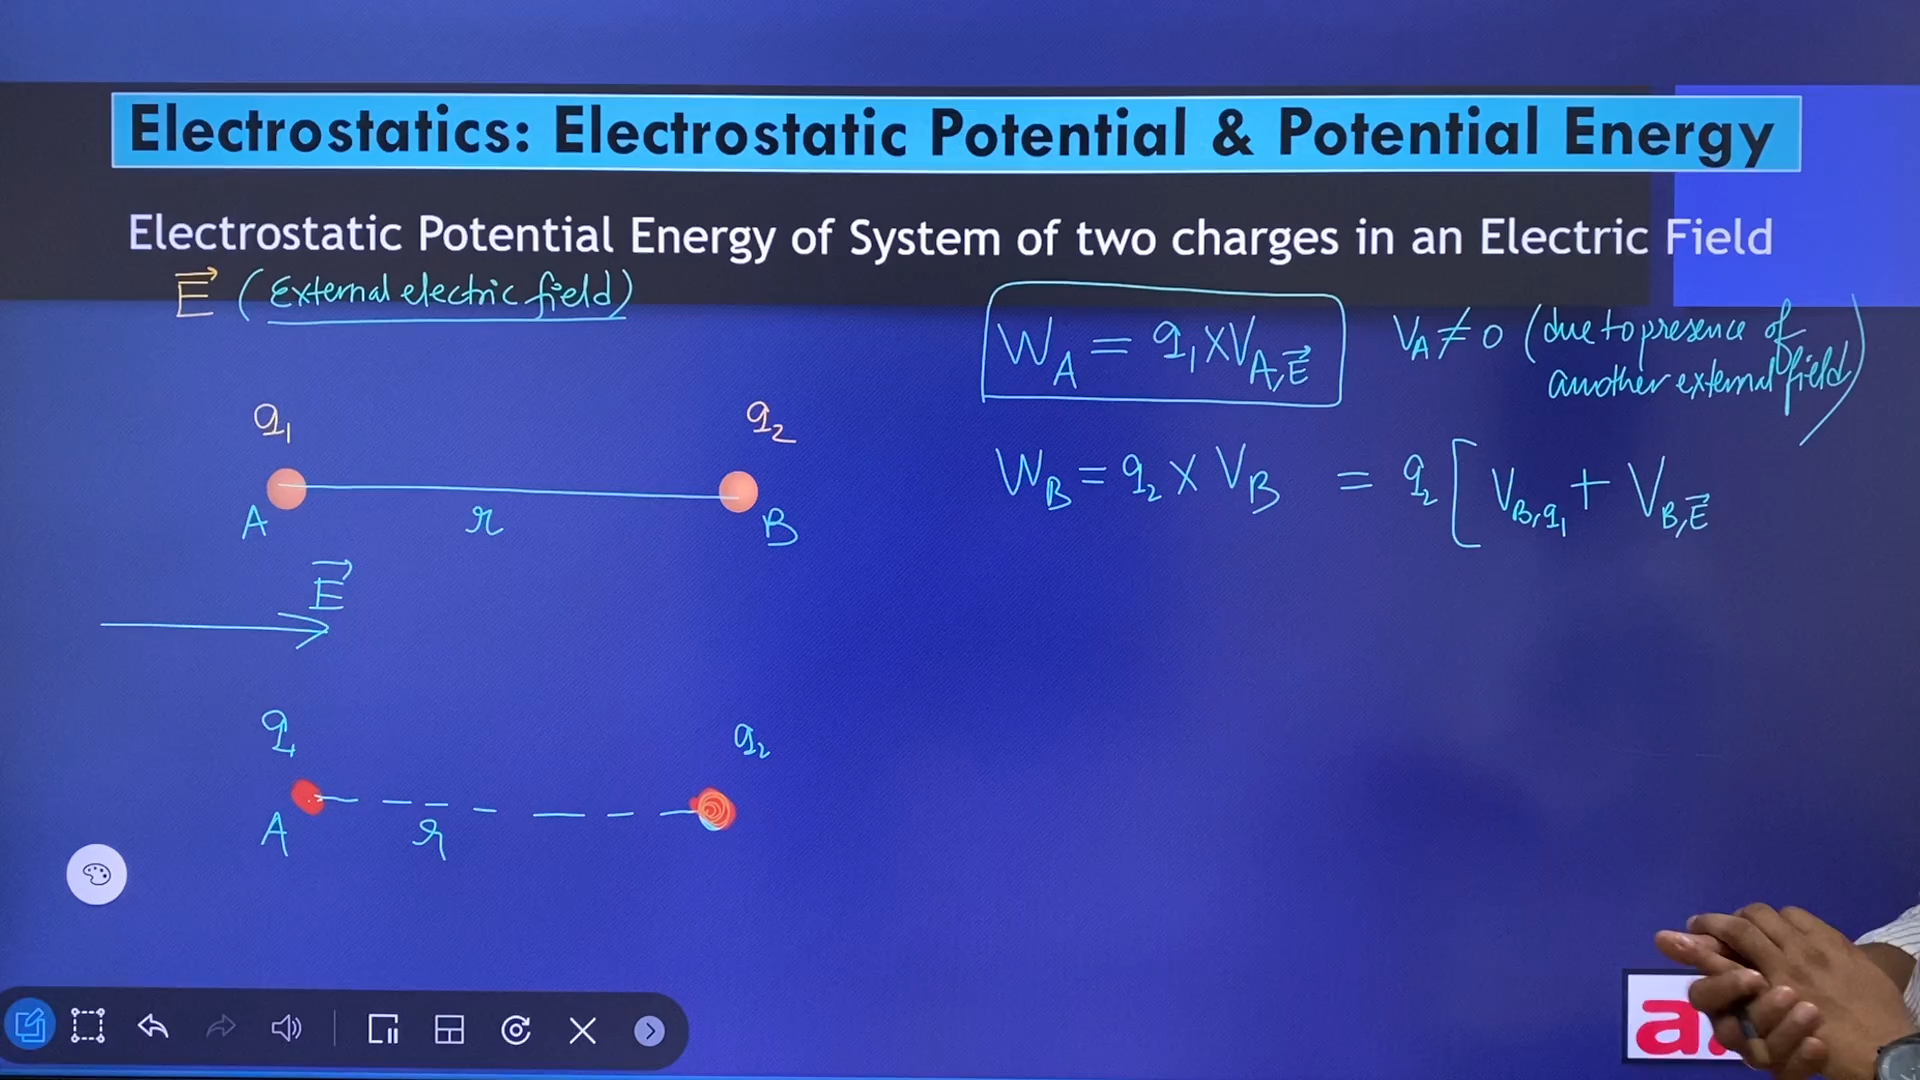 Electrostatics: Electrostatic Potential & Potential Energy
Electrostatic Potential Energy of System of two charges in an Electric Field
E⃗ (External electric field)
W_A = q₁ × V_A,E⃗
V_A ≠ 0 (due to presence of
another external field)
q₁ q₂
W_B = q₂ × V_B = q₂ [ V_B,q₁ + V_B,E⃗
A r B
E⃗
q₁ q₂
A r
a